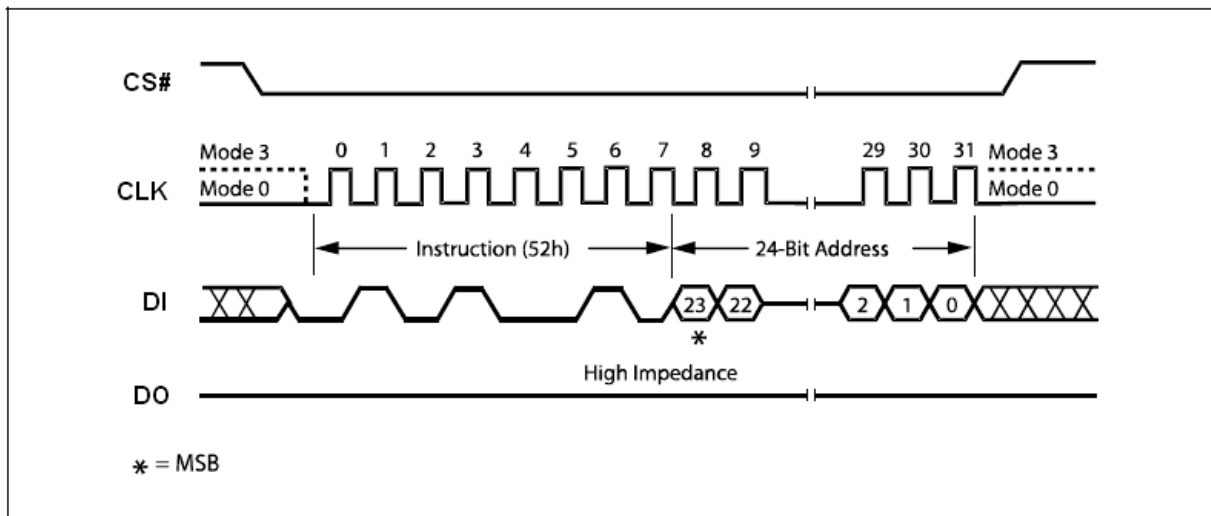 CS#
Mode 3 0 1 2 3 4 5 6 7 8 9 29 30 31 Mode 3
CLK Mode 0 Mode 0
Instruction (52h) 24-Bit Address
DI 23 22 2 1 0
*
High Impedance
DO
* = MSB